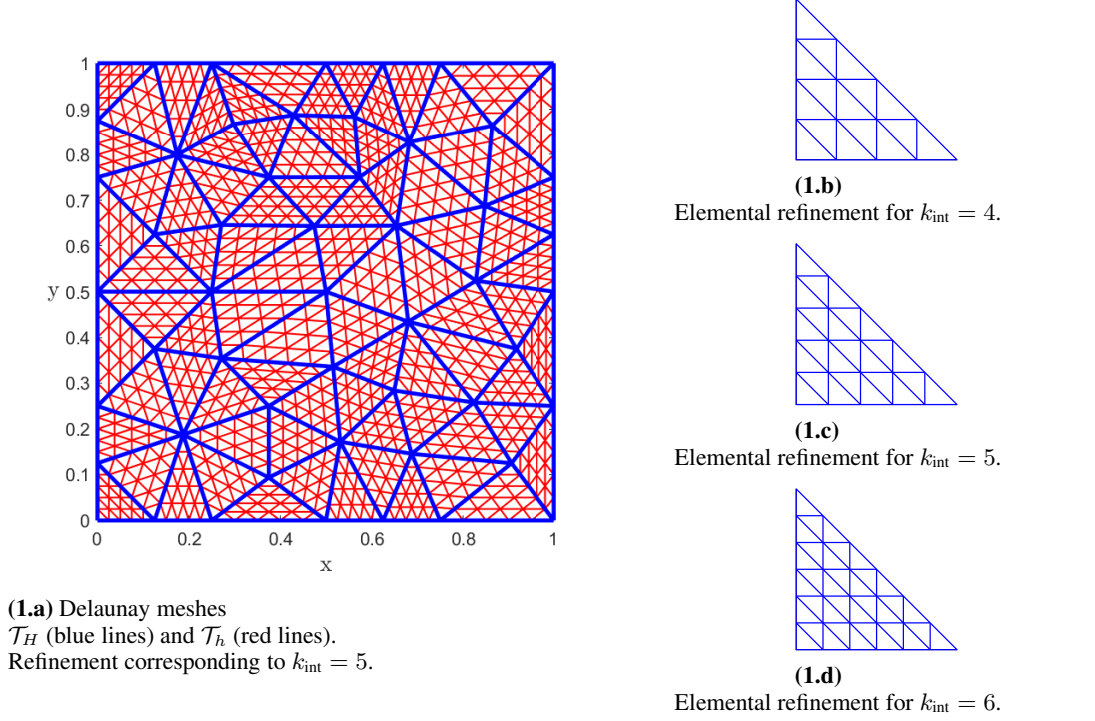 1
0.9
0.8
0.7
0.6
y 0.5
0.4
0.3
0.2
0.1
0
0 0.2 0.4 0.6 0.8 1
x
(1.a) Delaunay meshes
𝒯_H (blue lines) and 𝒯_h (red lines).
Refinement corresponding to k_int = 5.
(1.b)
Elemental refinement for k_int = 4.
(1.c)
Elemental refinement for k_int = 5.
(1.d)
Elemental refinement for k_int = 6.